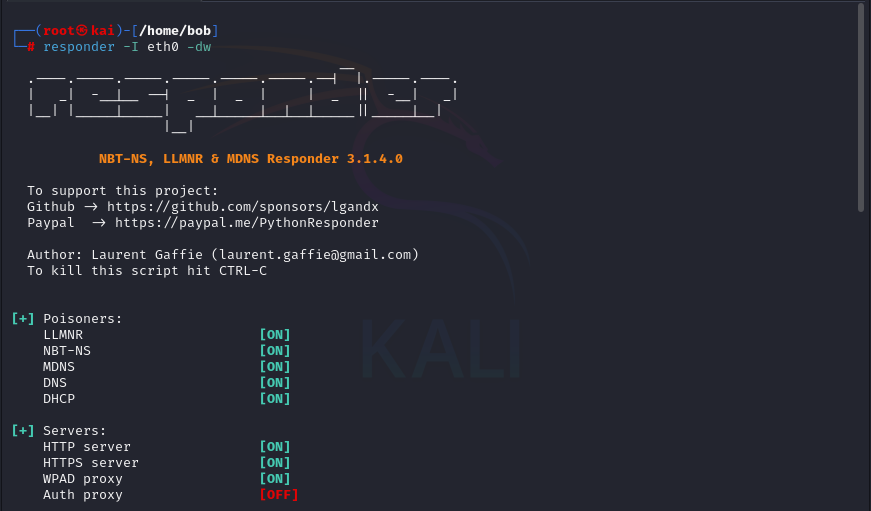 ┌──(root㉿kai)-[/home/bob]
└─# responder -I eth0 -dw
NBT-NS, LLMNR & MDNS Responder 3.1.4.0
To support this project:
Github -> https://github.com/sponsors/lgandx
Paypal  -> https://paypal.me/PythonResponder
Author: Laurent Gaffie (laurent.gaffie@gmail.com)
To kill this script hit CTRL-C
[+] Poisoners:
LLMNR [ON]
NBT-NS [ON]
MDNS [ON]
DNS [ON]
DHCP [ON]
[+] Servers:
HTTP server [ON]
HTTPS server [ON]
WPAD proxy [ON]
Auth proxy [OFF]
KALI